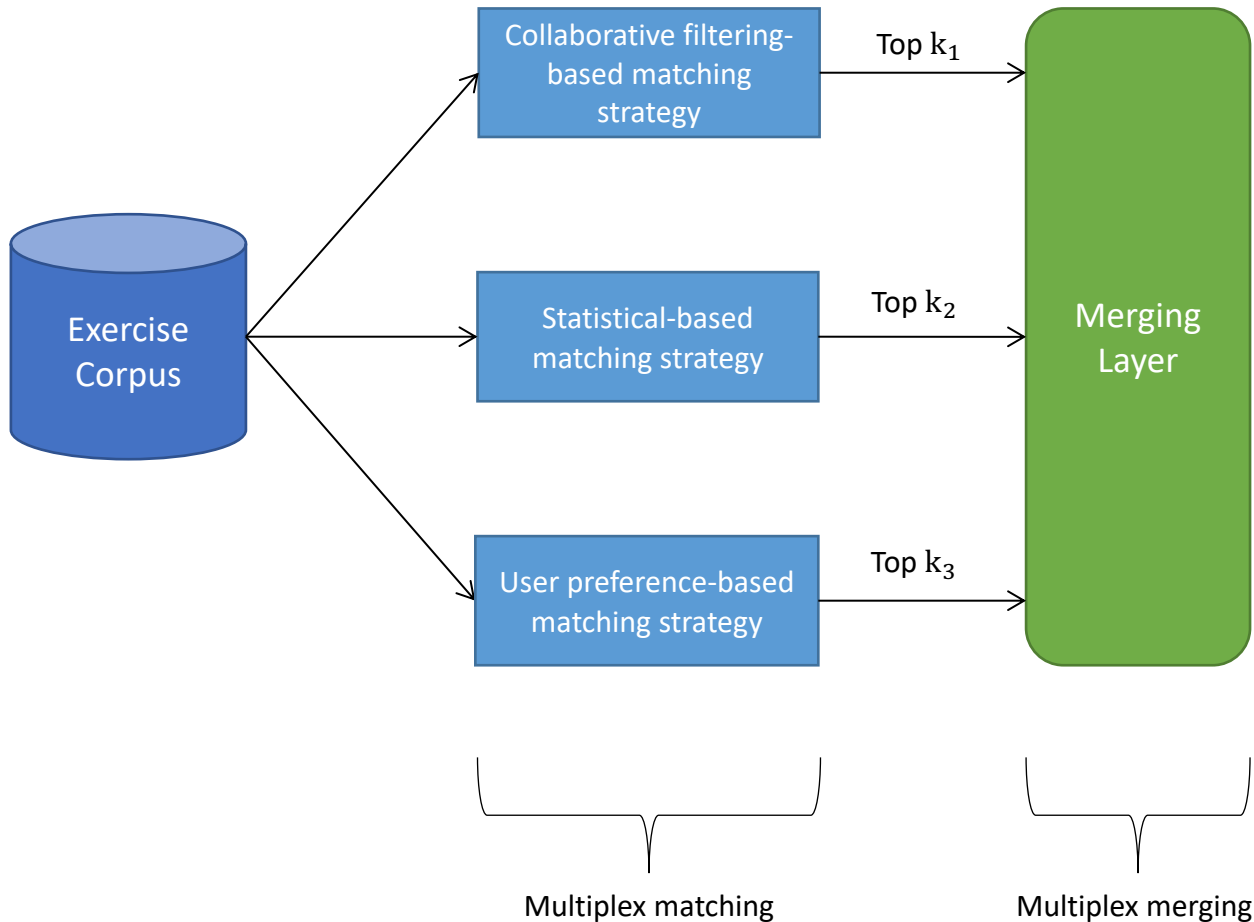 Collaborative filtering-
based matching
strategy
Top k₁
Exercise
Corpus
Statistical-based
matching strategy
Top k₂
Merging
Layer
User preference-based
matching strategy
Top k₃
Multiplex matching
Multiplex merging